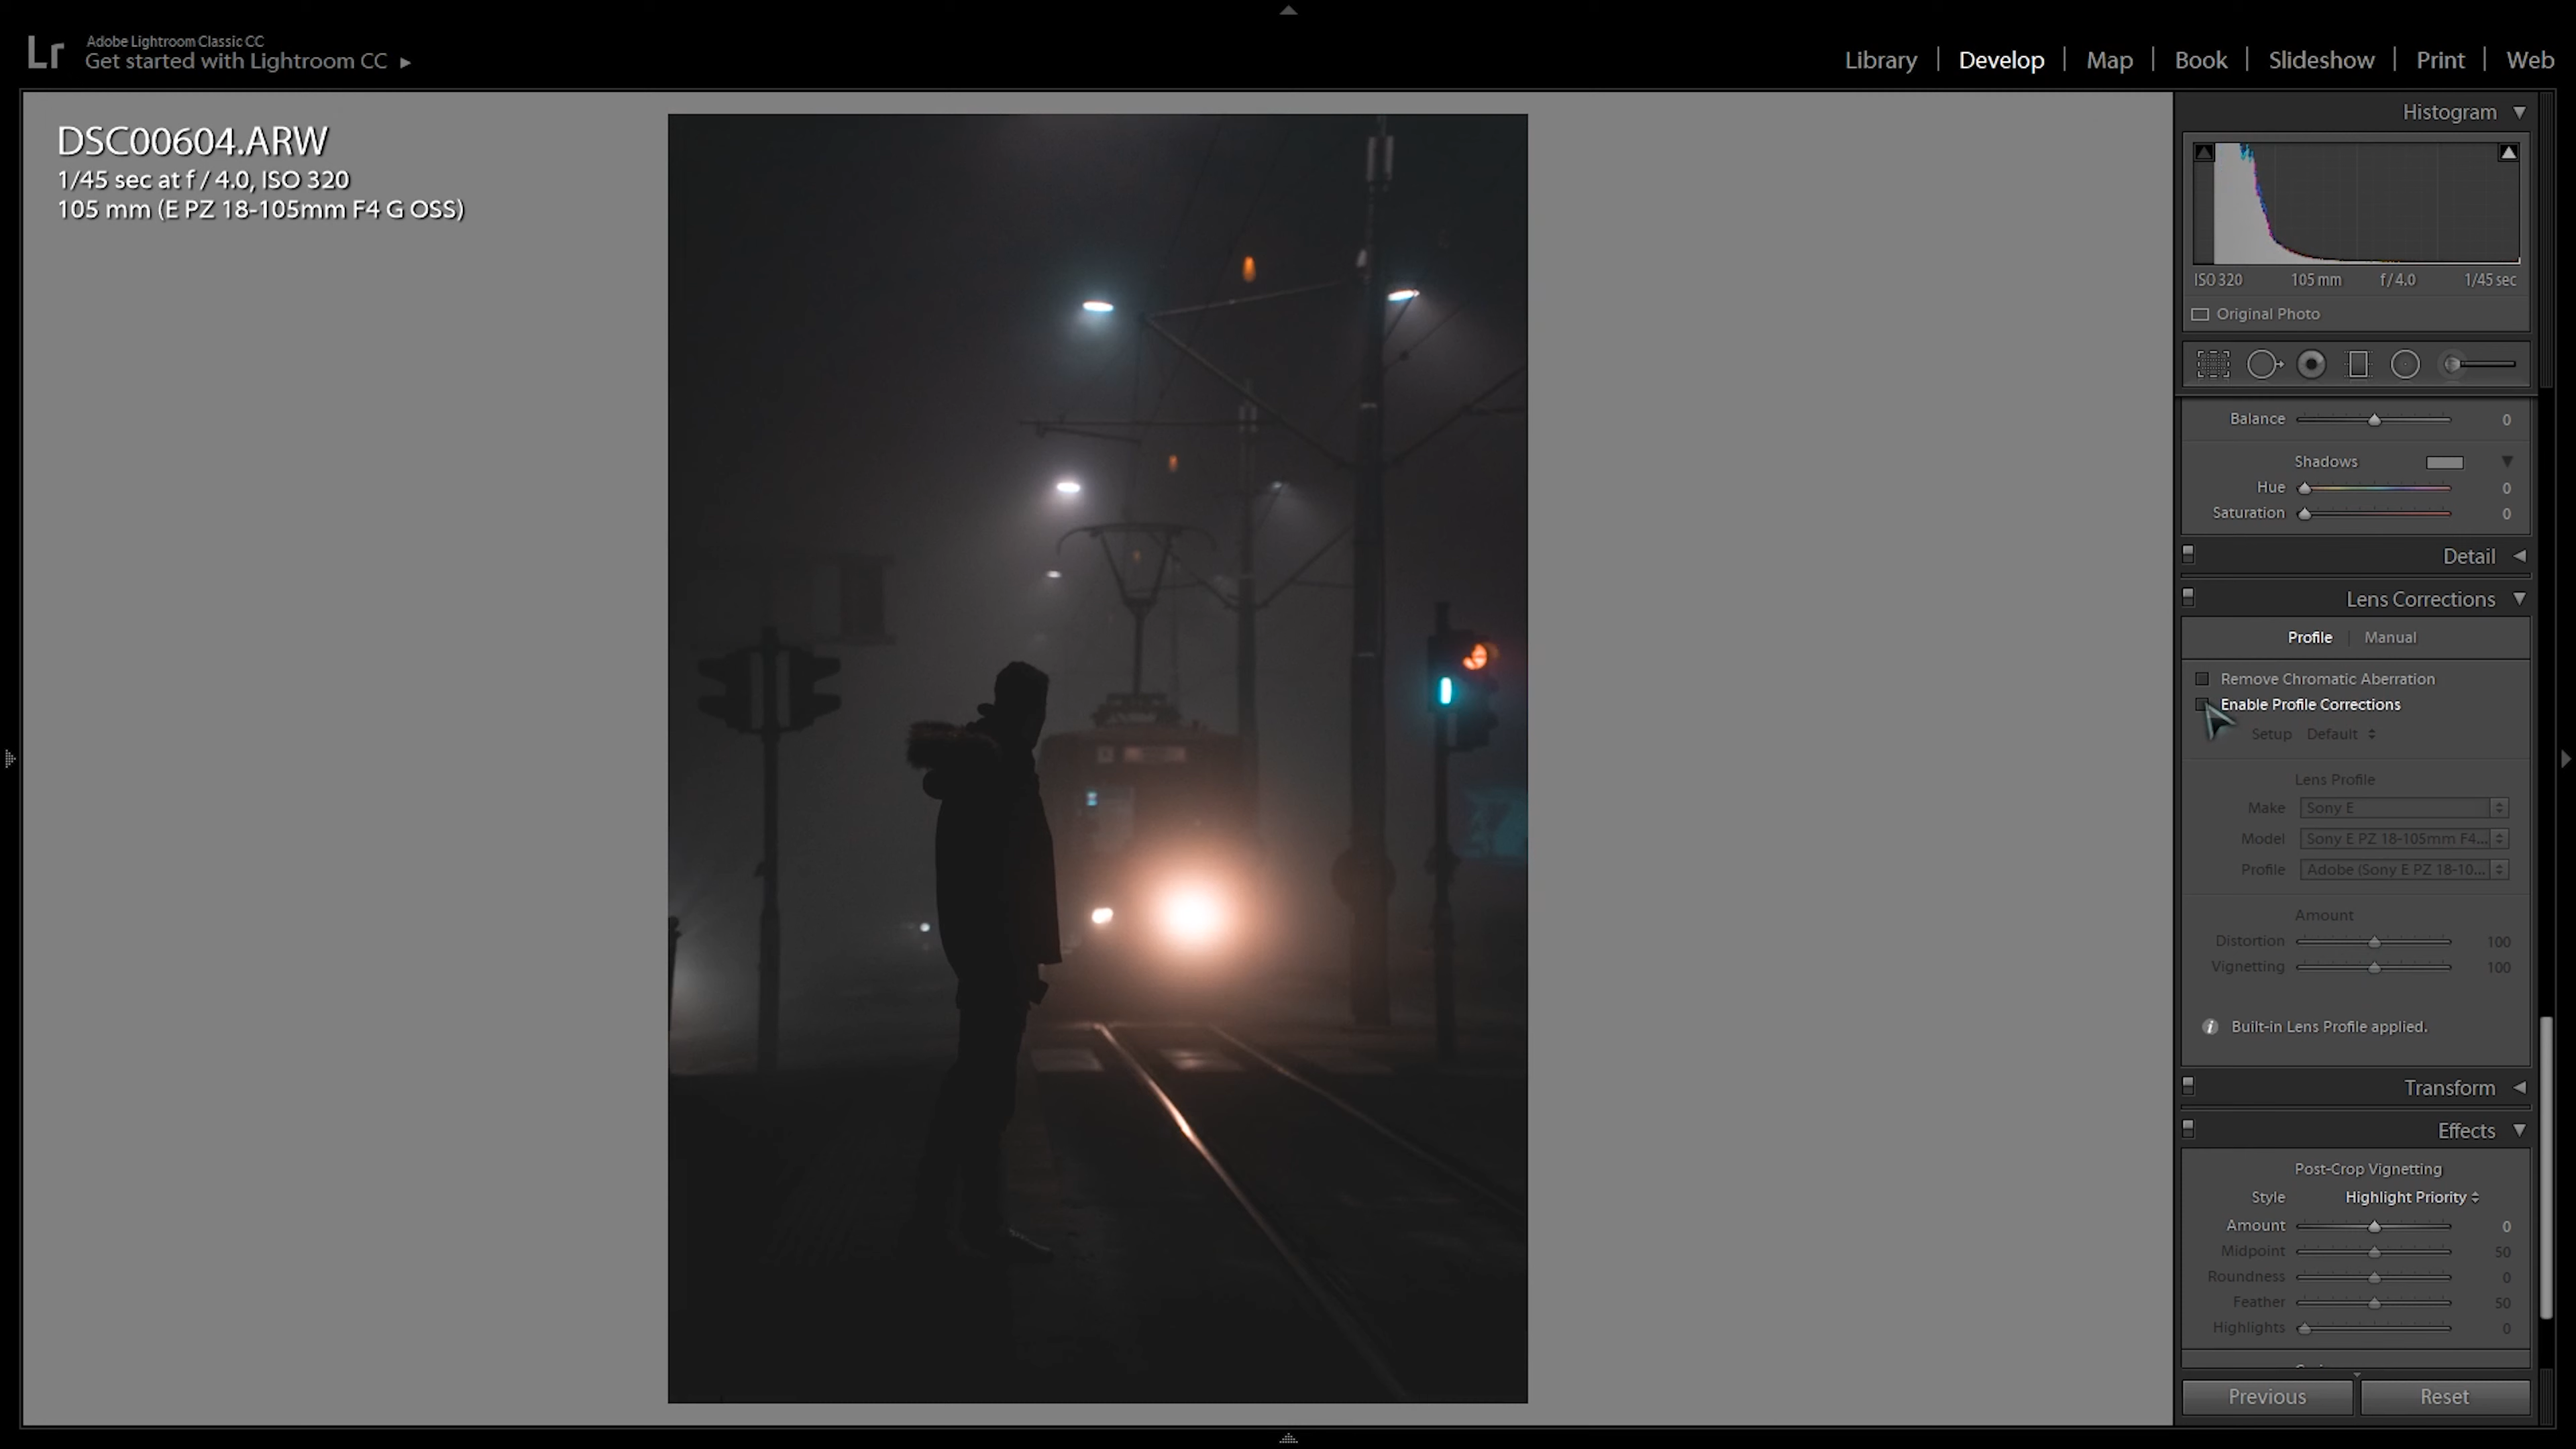 Lr
Adobe Lightroom Classic CC
Get started with Lightroom CC ▶
Library | Develop | Map | Book | Slideshow | Print | Web
DSC00604.ARW
1/45 sec at f / 4.0, ISO 320
105 mm (E PZ 18-105mm F4 G OSS)
Histogram
ISO 320 105 mm f / 4.0 1/45 sec
Original Photo
Balance 0
Shadows
Hue 0
Saturation 0
Detail
Lens Corrections
Profile | Manual
Remove Chromatic Aberration
Enable Profile Corrections
Setup Default
Lens Profile
Make Sony E
Model Sony E PZ 18-105mm F4...
Profile Adobe (Sony E PZ 18-10...
Amount
Distortion 100
Vignetting 100
Built-in Lens Profile applied.
Transform
Effects
Post-Crop Vignetting
Style Highlight Priority
Amount 0
Midpoint 50
Roundness 0
Feather 50
Highlights 0
Previous Reset